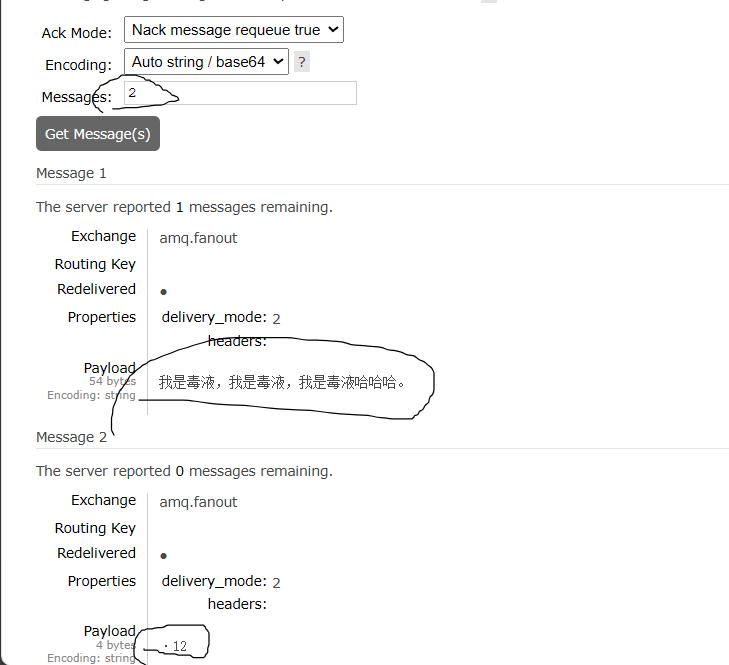 Ack Mode: Nack message requeue true
Encoding: Auto string / base64 ?
Messages: 2
Get Message(s)
Message 1
The server reported 1 messages remaining.
Exchange amq.fanout
Routing Key
Redelivered ●
Properties delivery_mode: 2
headers:
Payload
54 bytes
Encoding: string
我是毒液，我是毒液，我是毒液哈哈哈。
Message 2
The server reported 0 messages remaining.
Exchange amq.fanout
Routing Key
Redelivered ●
Properties delivery_mode: 2
headers:
Payload
4 bytes
Encoding: string
·12